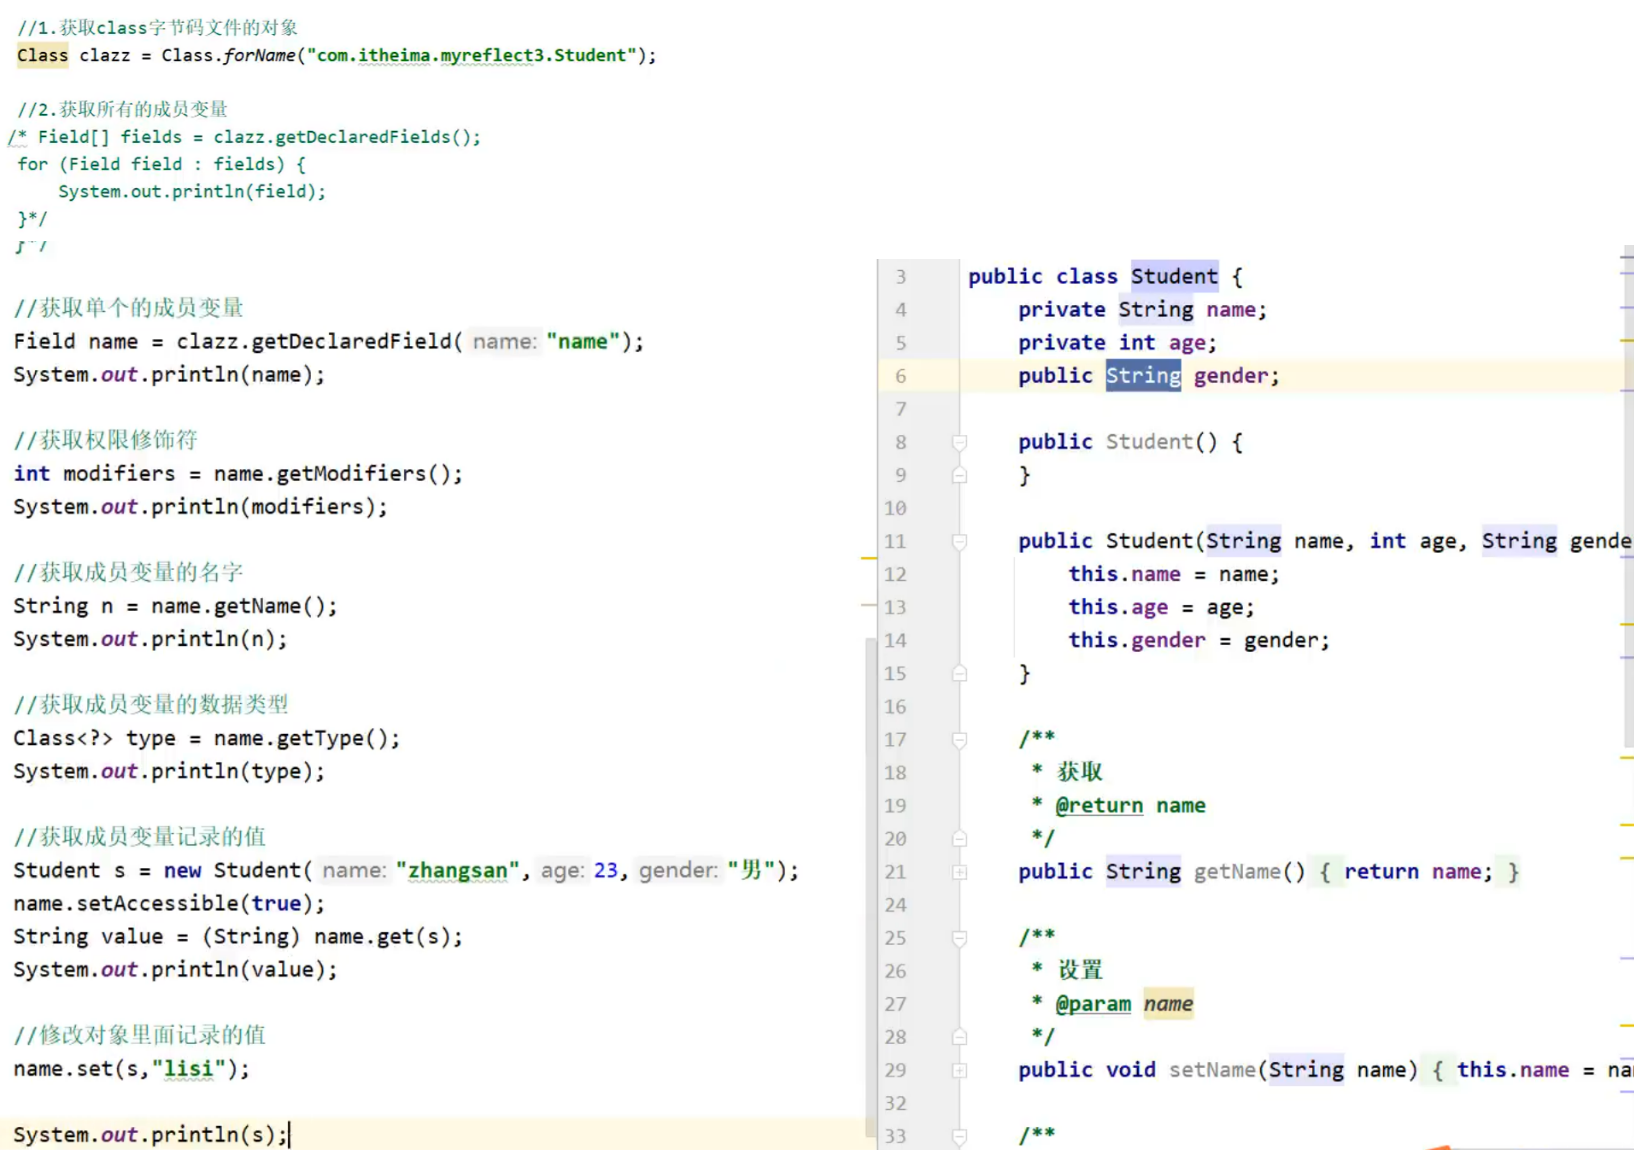 //1.获取class字节码文件的对象
Class clazz = Class.forName("com.itheima.myreflect3.Student");
//2.获取所有的成员变量
/* Field[] fields = clazz.getDeclaredFields();
for (Field field : fields) {
System.out.println(field);
}*/
//获取单个的成员变量
Field name = clazz.getDeclaredField( name: "name");
System.out.println(name);
//获取权限修饰符
int modifiers = name.getModifiers();
System.out.println(modifiers);
//获取成员变量的名字
String n = name.getName();
System.out.println(n);
//获取成员变量的数据类型
Class<?> type = name.getType();
System.out.println(type);
//获取成员变量记录的值
Student s = new Student( name: "zhangsan", age: 23, gender: "男");
name.setAccessible(true);
String value = (String) name.get(s);
System.out.println(value);
//修改对象里面记录的值
name.set(s,"lisi");
System.out.println(s);
3 public class Student {
4 private String name;
5 private int age;
6 public String gender;
7
8 public Student() {
9 }
10
11 public Student(String name, int age, String gende
12 this.name = name;
13 this.age = age;
14 this.gender = gender;
15 }
16
17 /**
18 * 获取
19 * @return name
20 */
21 public String getName() { return name; }
24
25 /**
26 * 设置
27 * @param name
28 */
29 public void setName(String name) { this.name = na
32
33 /**